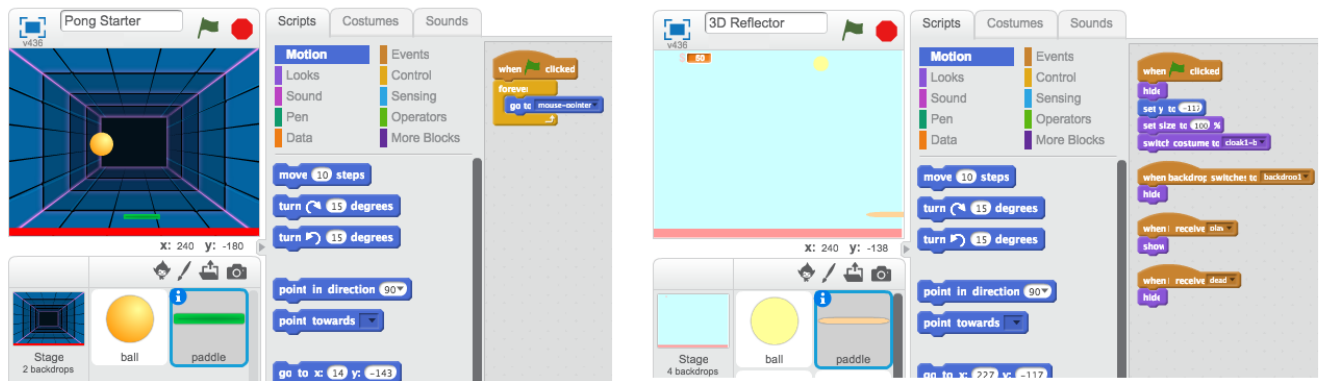 Pong Starter
v436
Scripts
Costumes
Sounds
Motion
Looks
Sound
Pen
Data
Events
Control
Sensing
Operators
More Blocks
move 10 steps
turn 15 degrees
turn 15 degrees
point in direction 90
point towards
go to x: 14 y: -143
when clicked
forever
go to mouse-pointer
x: 240 y: -180
Stage
2 backdrops
ball
paddle
3D Reflector
v436
50
Scripts
Costumes
Sounds
Motion
Looks
Sound
Pen
Data
Events
Control
Sensing
Operators
More Blocks
move 10 steps
turn 15 degrees
turn 15 degrees
point in direction 90
point towards
go to x: 227 y: -117
when clicked
hide
set y to -117
set size to 100 %
switch costume to cloak1-b
when backdrop switches to backdrop1
hide
when I receive play
show
when I receive dead
hide
x: 240 y: -138
Stage
4 backdrops
ball
paddle